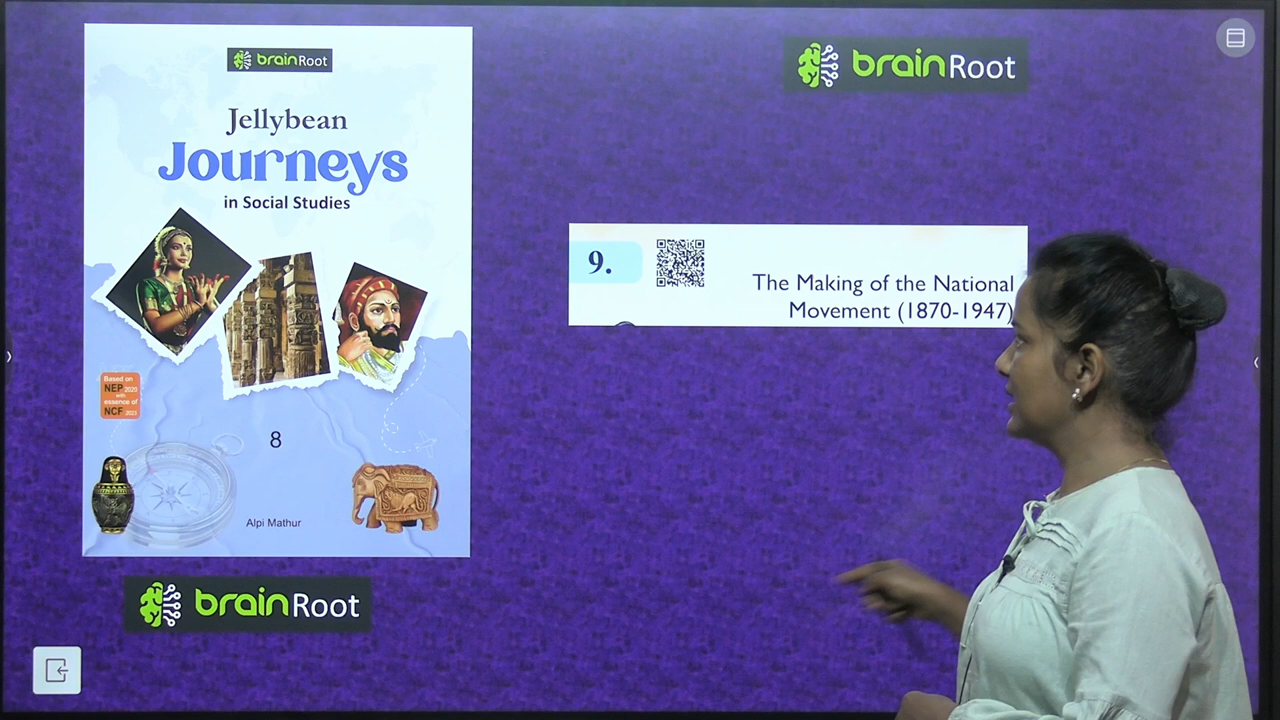 brainRoot
Jellybean
Journeys
in Social Studies
Based on
NEP 2020
with
essence of
NCF 2023
8
Alpi Mathur
brainRoot
brainRoot
9.
The Making of the National
Movement (1870-1947)